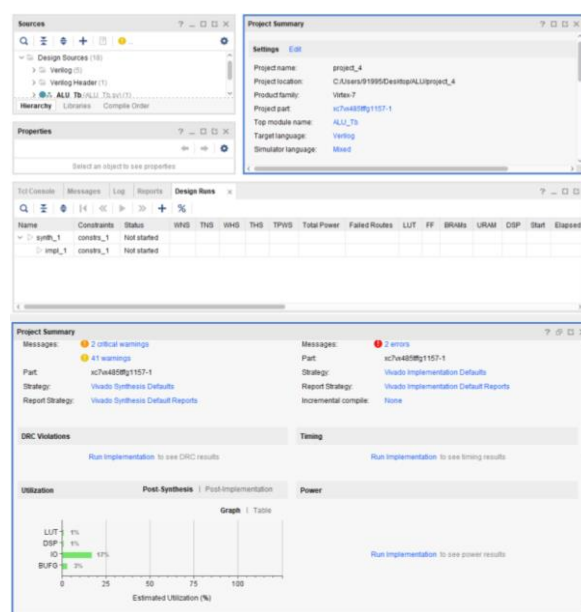 Sources
Project Summary
Design Sources (18)
Verilog (5)
Verilog Header (1)
ALU_Tb (ALU_Tb.sv) (1)
Hierarchy Libraries Compile Order
Settings Edit
Project name: project_4
Project location: C:/Users/91995/Desktop/ALU/project_4
Product family: Virtex-7
Project part: xc7vx485tffg1157-1
Top module name: ALU_Tb
Target language: Verilog
Simulator language: Mixed
Properties
Select an object to see properties
Tcl Console Messages Log Reports Design Runs
Name Constraints Status WNS TNS WHS THS TPWS Total Power Failed Routes LUT FF BRAMs URAM DSP Start Elapsed
synth_1 constrs_1 Not started
impl_1 constrs_1 Not started
Project Summary
Messages: 2 critical warnings
41 warnings
Part: xc7vx485tffg1157-1
Strategy: Vivado Synthesis Defaults
Report Strategy: Vivado Synthesis Default Reports
Messages: 2 errors
Part: xc7vx485tffg1157-1
Strategy: Vivado Implementation Defaults
Report Strategy: Vivado Implementation Default Reports
Incremental compile: None
DRC Violations
Run Implementation to see DRC results
Timing
Run Implementation to see timing results
Utilization Post-Synthesis | Post-Implementation
Graph | Table
LUT 1%
DSP 1%
IO 17%
BUFG 3%
0 25 50 75 100
Estimated Utilization (%)
Power
Run Implementation to see power results